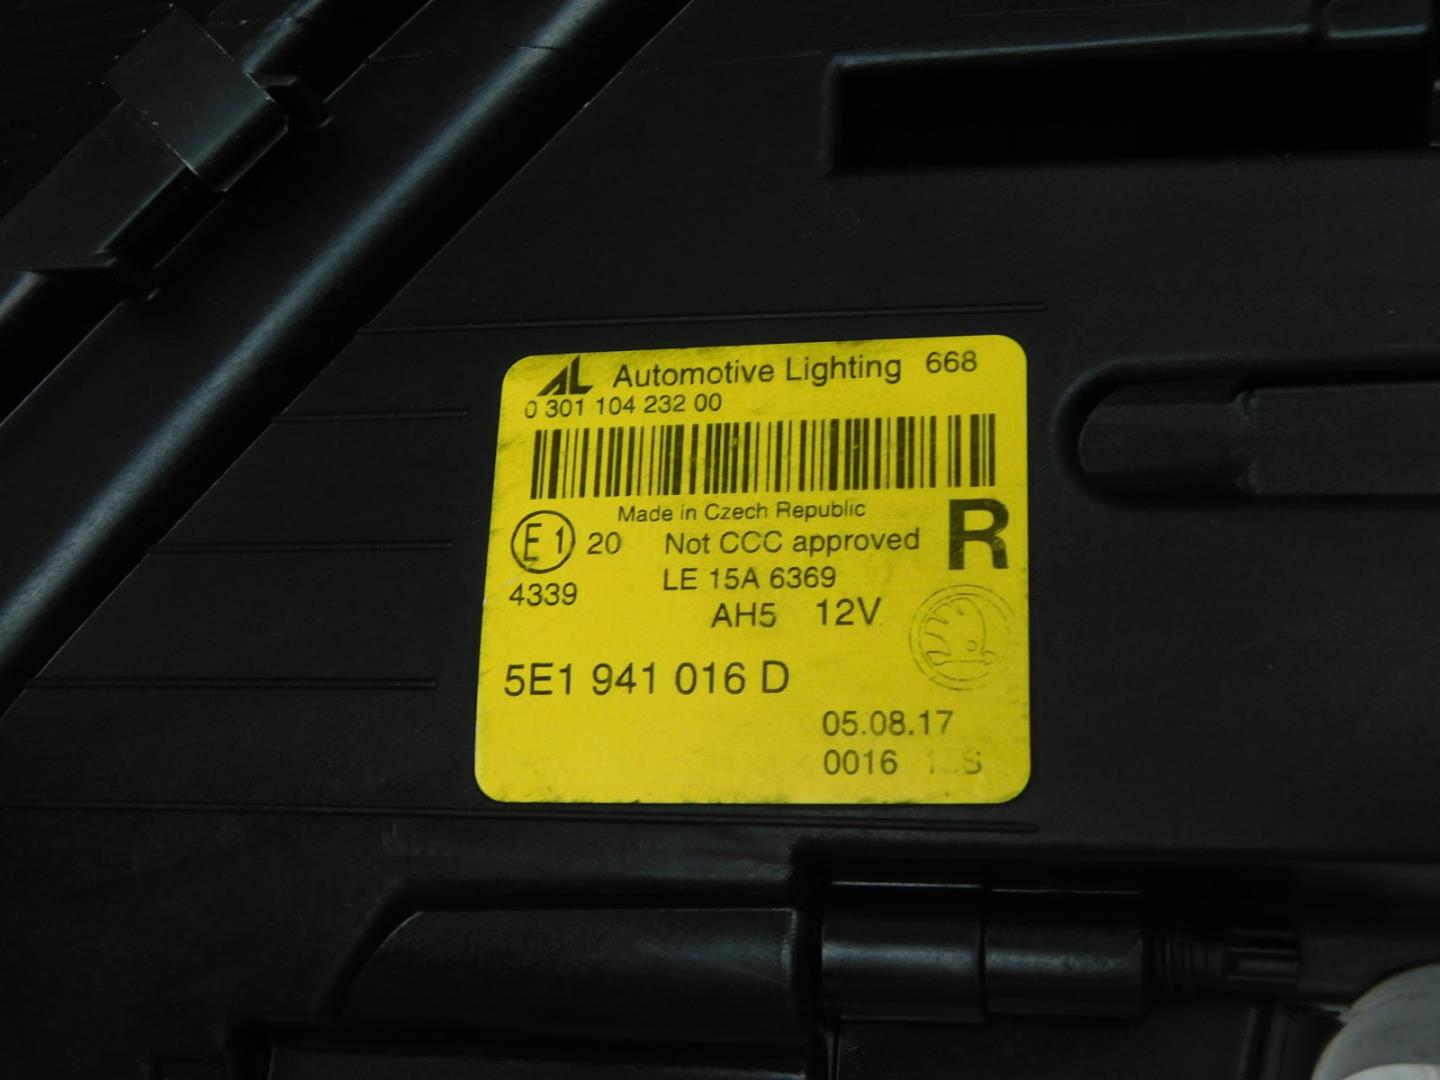 AL Automotive Lighting 668
0 301 104 232 00
Made in Czech Republic
E1 20 Not CCC approved R
4339 LE 15A 6369
AH5 12V
5E1 941 016 D
05.08.17
0016